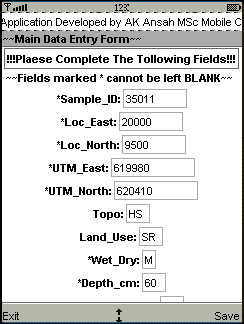 123
Application Developed by AK Ansah MSc Mobile C
~~Main Data Entry Form~~
!!!Plaese Complete The Tollowing Fields!!!
~~Fields marked * cannot be left BLANK~~
*Sample_ID: 35011
*Loc_East: 20000
*Loc_North: 9500
*UTM_East: 619980
*UTM_North: 620410
Topo: HS
Land_Use: SR
*Wet_Dry: M
*Depth_cm: 60
Exit Save